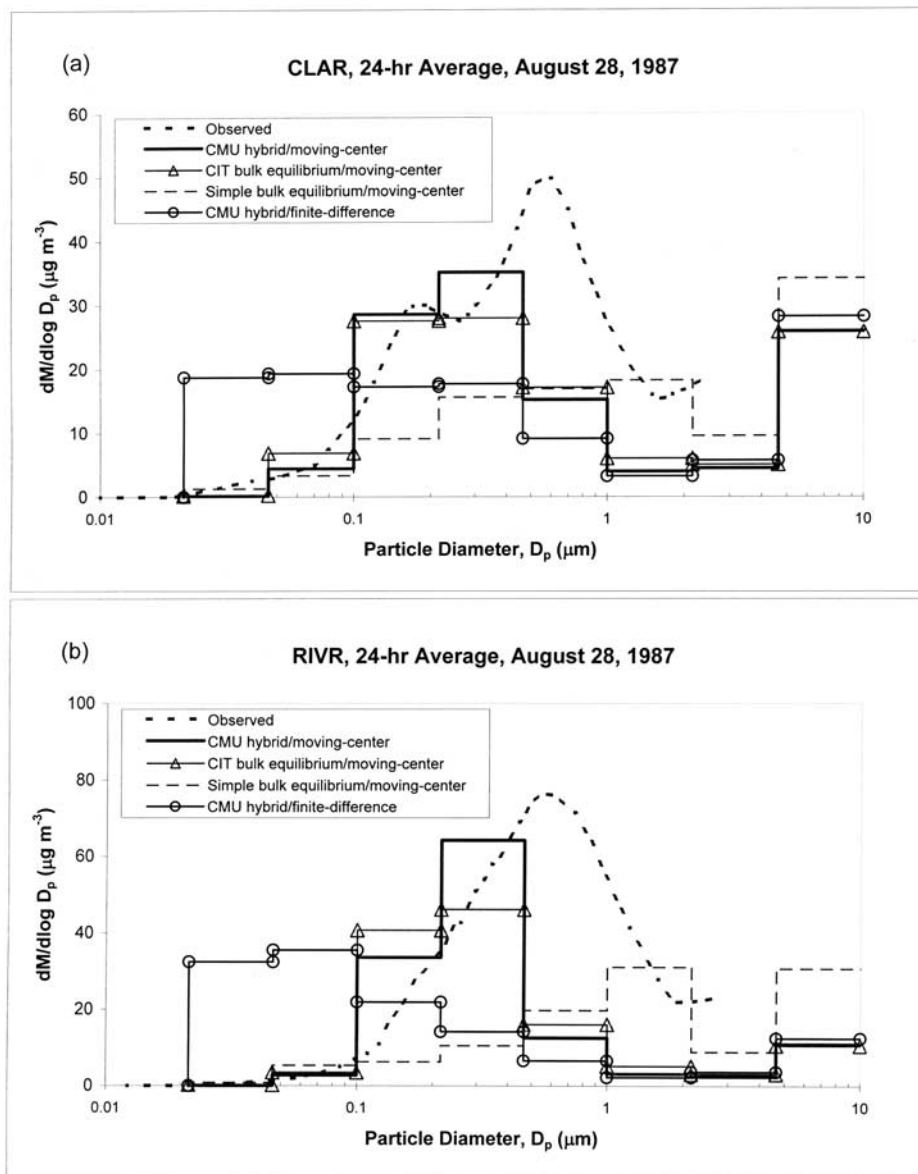 (a)
CLAR, 24-hr Average, August 28, 1987
Observed
CMU hybrid/moving-center
CIT bulk equilibrium/moving-center
Simple bulk equilibrium/moving-center
CMU hybrid/finite-difference
dM/dlog Dp (μg m-3)
60
50
40
30
20
10
0
0.01
0.1
1
10
Particle Diameter, Dp (μm)
(b)
RIVR, 24-hr Average, August 28, 1987
Observed
CMU hybrid/moving-center
CIT bulk equilibrium/moving-center
Simple bulk equilibrium/moving-center
CMU hybrid/finite-difference
dM/dlog Dp (μg m-3)
100
80
60
40
20
0
0.01
0.1
1
10
Particle Diameter, Dp (μm)